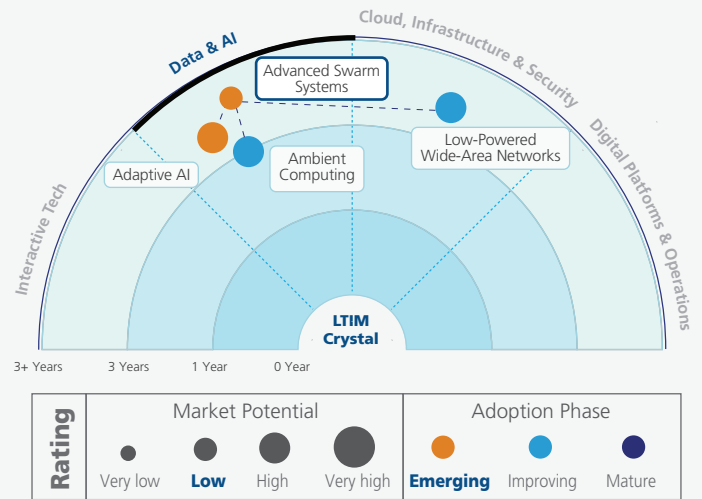 Cloud, Infrastructure & Security
Data & AI
Advanced Swarm
Systems
Low-Powered
Wide-Area Networks
Ambient
Computing
Adaptive AI
Interactive Tech
Digital Platforms & Operations
LTIM
Crystal
3+ Years
3 Years
1 Year
0 Year
Rating
Market Potential
Adoption Phase
Very low
Low
High
Very high
Emerging
Improving
Mature